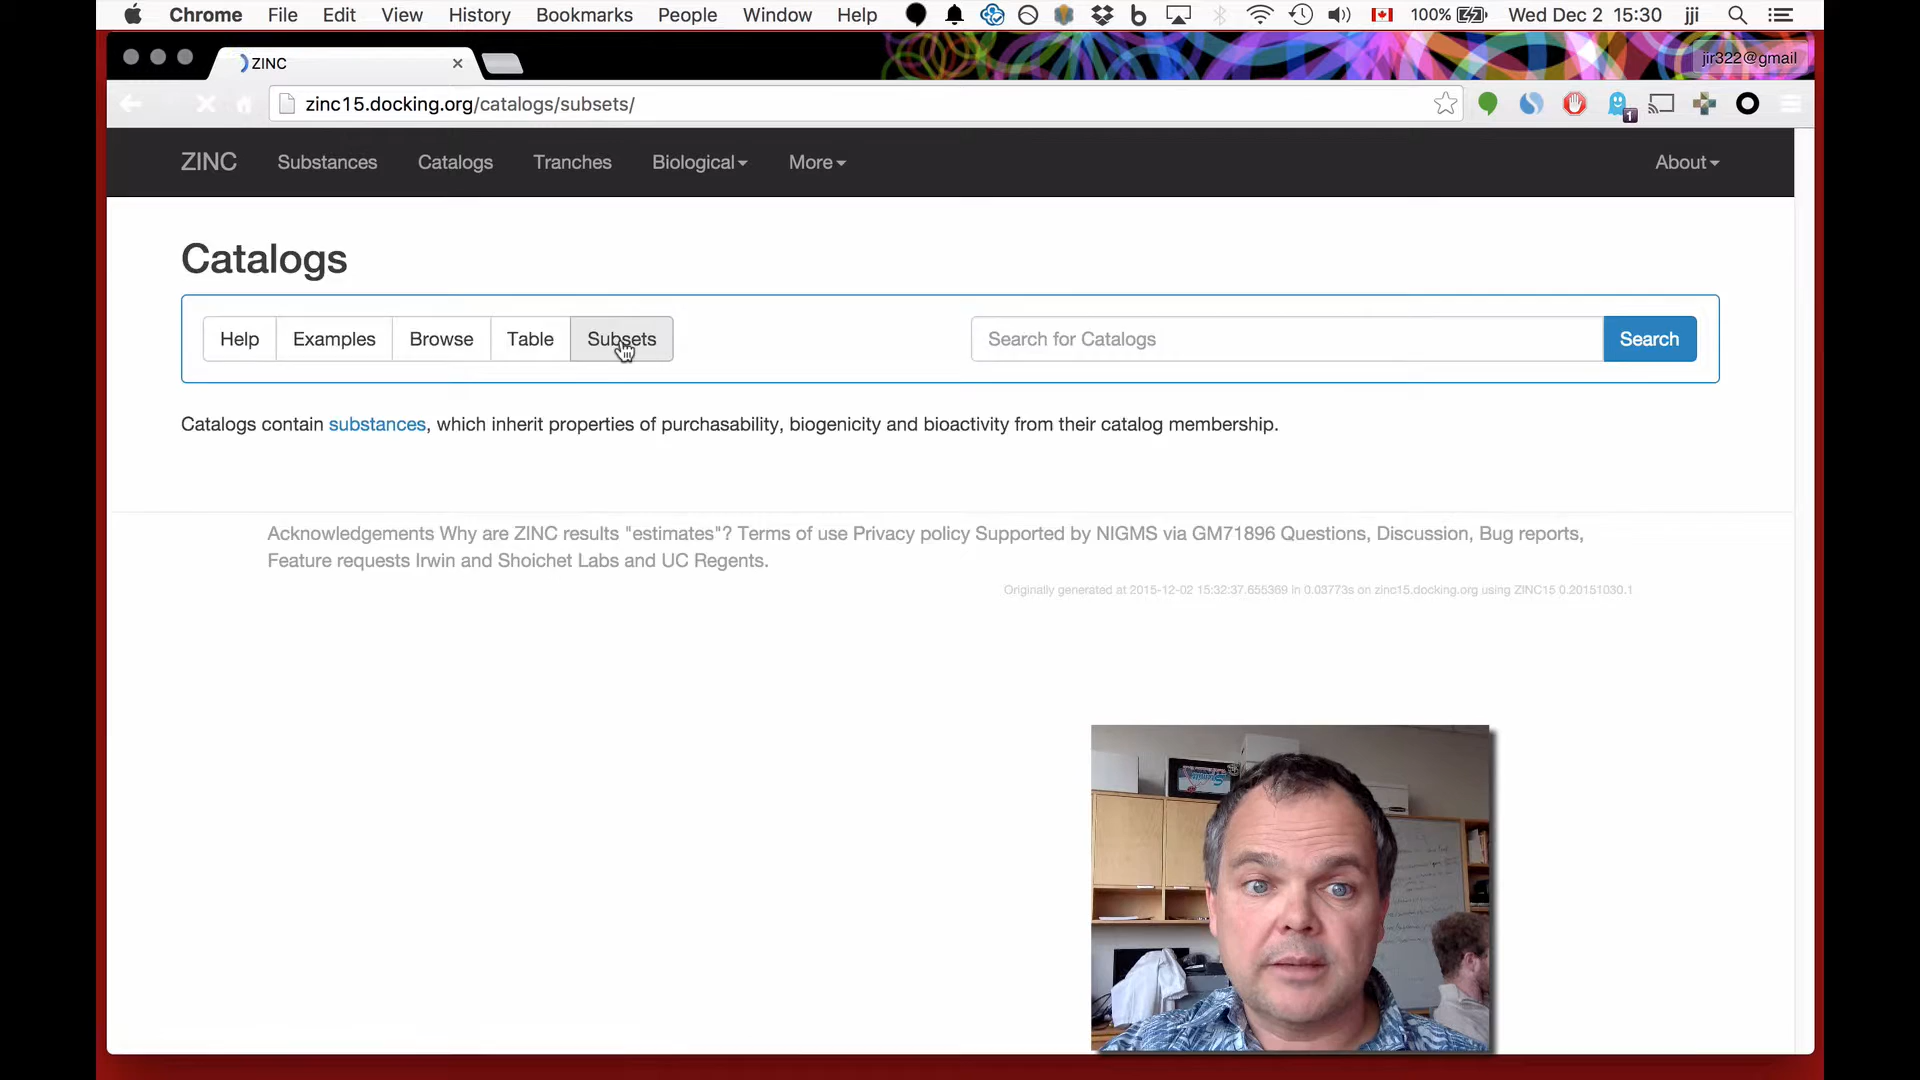 Chrome File Edit View History Bookmarks People Window Help 100% Wed Dec 2 15:30 jji
ZINC
jir322@gmail
zinc15.docking.org/catalogs/subsets/
1
ZINC Substances Catalogs Tranches Biological More About
Catalogs
Help Examples Browse Table Subsets Search for Catalogs Search
Catalogs contain substances, which inherit properties of purchasability, biogenicity and bioactivity from their catalog membership.
Acknowledgements Why are ZINC results "estimates"? Terms of use Privacy policy Supported by NIGMS via GM71896 Questions, Discussion, Bug reports,
Feature requests Irwin and Shoichet Labs and UC Regents.
Originally generated at 2015-12-02 15:32:37.655369 in 0.03773s on zinc15.docking.org using ZINC15 0.20151030.1